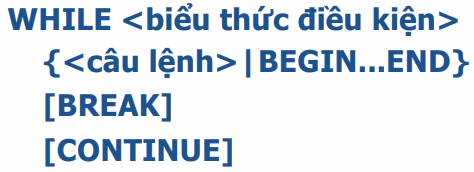 WHILE <biểu thức điều kiện>
{<câu lệnh>|BEGIN...END}
[BREAK]
[CONTINUE]